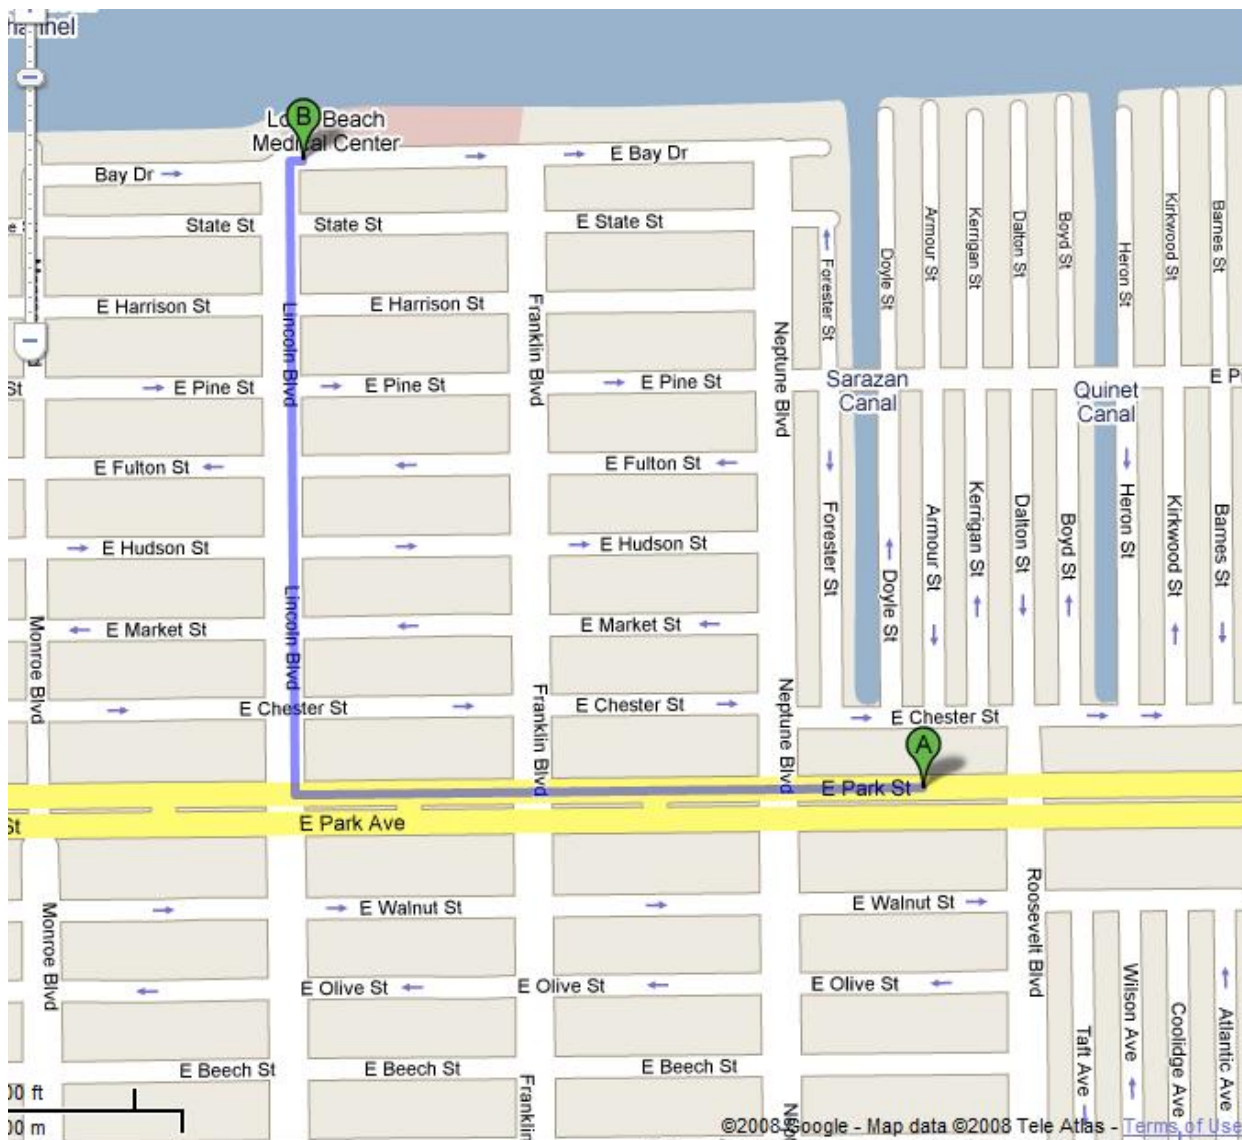 hannel
B
Beach
Medical Center
Bay Dr
E Bay Dr
State St
State St
E State St
E Harrison St
E Harrison St
Lincoln Blvd
Franklin Blvd
Neptune Blvd
Forester St
Doyle St
Armour St
Kerrigan St
Dalton St
Boyd St
Heron St
Kirkwood St
Barnes St
St
E Pine St
E Pine St
E Pine St
Sarazan
Canal
Quinet
Canal
E P
E Fulton St
E Fulton St
E Hudson St
E Hudson St
Forester St
Doyle St
Armour St
Kerrigan St
Dalton St
Boyd St
Heron St
Kirkwood St
Barnes St
E Market St
E Market St
Monroe Blvd
Lincoln Blvd
Franklin Blvd
Neptune Blvd
E Chester St
E Chester St
E Chester St
A
E Park St
St
E Park Ave
E Walnut St
E Walnut St
Monroe Blvd
Roosevelt Blvd
E Olive St
E Olive St
E Olive St
Taft Ave
Wilson Ave
Coolidge Ave
Atlantic Ave
E Beech St
E Beech St
E Beech St
Franklin
00 ft
00 m
©2008 Google - Map data ©2008 Tele Atlas - Terms of Use